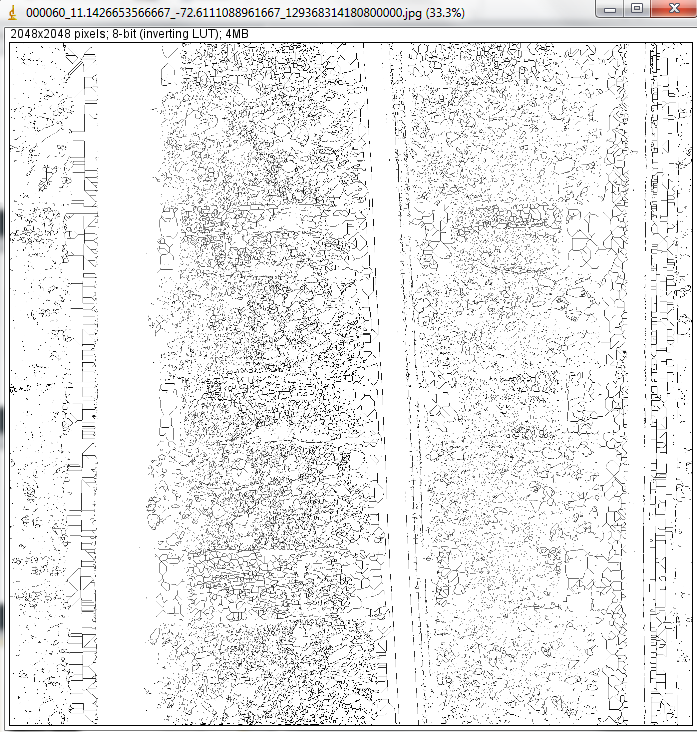 000060_11.1426653566667_-72.6111088961667_129368314180800000.jpg (33.3%)
2048x2048 pixels; 8-bit (inverting LUT); 4MB